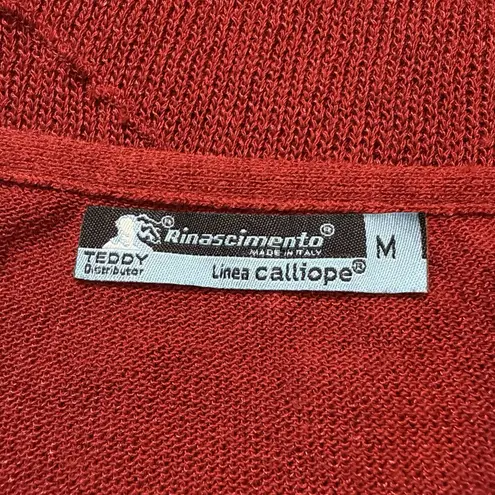 Rinascimento®
MADE IN ITALY
M
TEDDY
Distributor
Linea calliope®